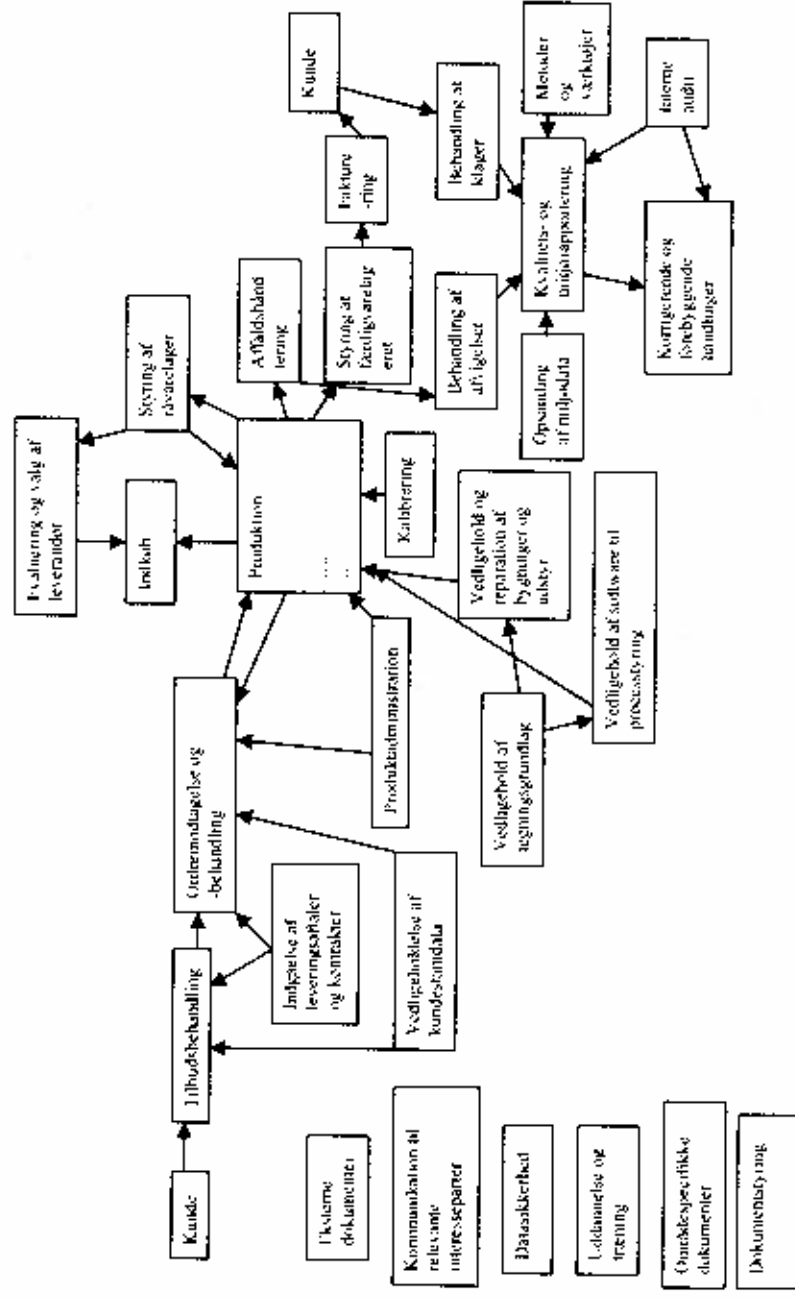 Kunde
Tilbudsbehandling
Ordremodtagelse og
-behandling
Indgåelse af
leveringsaftaler
og kontrakter
Vedligeholdelse af
kundestamdata
Produktadministration
Evaluering og valg af
leverandør
Indkøb
Styring af
råvarelager
Produktion
....
..
Kalibrering
Affaldshånd
tering
Styring af
færdigvarelag
eret
Fakture
-ring
Kunde
Behandling af
klager
Behandling af
afvigelser
Metoder
og
værktøjer
Kvalitets- og
miljørapportering
Opsamling
af miljødata
Interne
audit
Korrigerende og
forebyggende
handlinger
Vedligehold og
reparation af
bygninger og
udstyr
Vedligehold af
tegningsgrundlag
Vedligehold af software til
processtyring
Eksterne
dokumenter
Kommunikation til
relevante
interesseparter
Datasikkerhed
Uddannelse og
træning
Områdespecifikke
dokumenter
Dokumentstyring